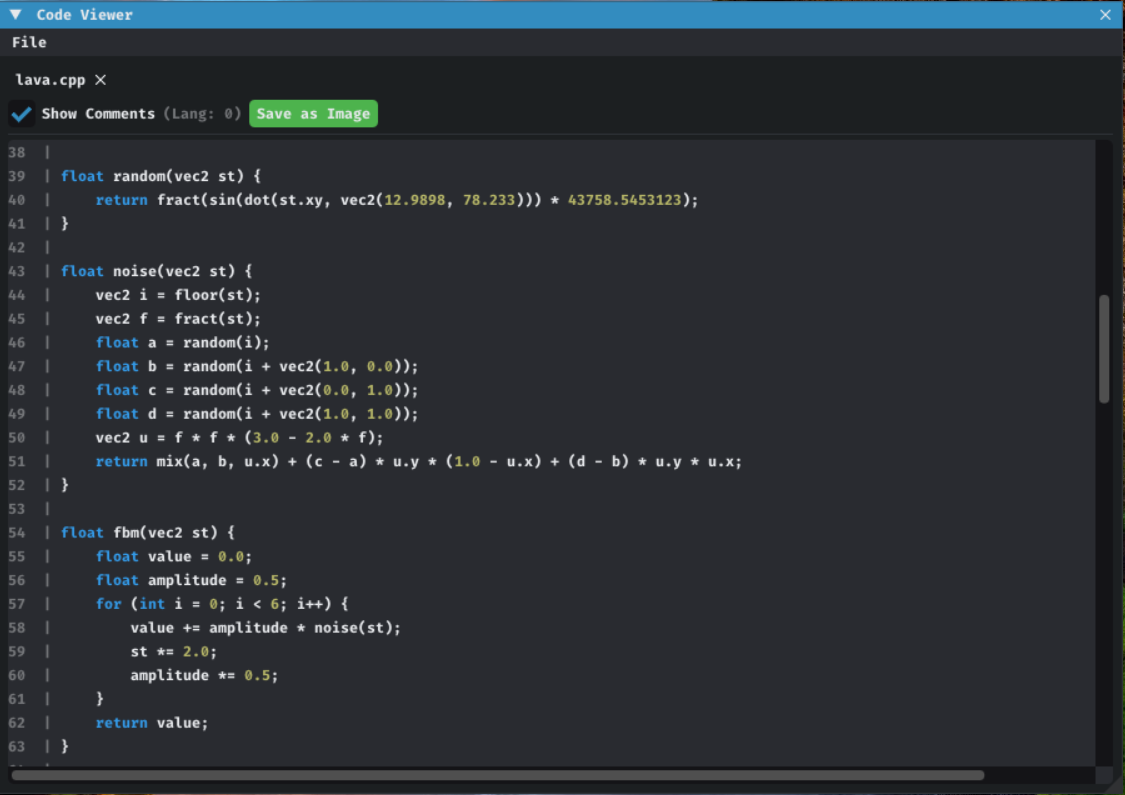 ▼ Code Viewer ×
File
lava.cpp ×
Show Comments (Lang: 0) Save as Image
38 |
39 | float random(vec2 st) {
40 |     return fract(sin(dot(st.xy, vec2(12.9898, 78.233))) * 43758.5453123);
41 | }
42 |
43 | float noise(vec2 st) {
44 |     vec2 i = floor(st);
45 |     vec2 f = fract(st);
46 |     float a = random(i);
47 |     float b = random(i + vec2(1.0, 0.0));
48 |     float c = random(i + vec2(0.0, 1.0));
49 |     float d = random(i + vec2(1.0, 1.0));
50 |     vec2 u = f * f * (3.0 - 2.0 * f);
51 |     return mix(a, b, u.x) + (c - a) * u.y * (1.0 - u.x) + (d - b) * u.y * u.x;
52 | }
53 |
54 | float fbm(vec2 st) {
55 |     float value = 0.0;
56 |     float amplitude = 0.5;
57 |     for (int i = 0; i < 6; i++) {
58 |         value += amplitude * noise(st);
59 |         st *= 2.0;
60 |         amplitude *= 0.5;
61 |     }
62 |     return value;
63 | }